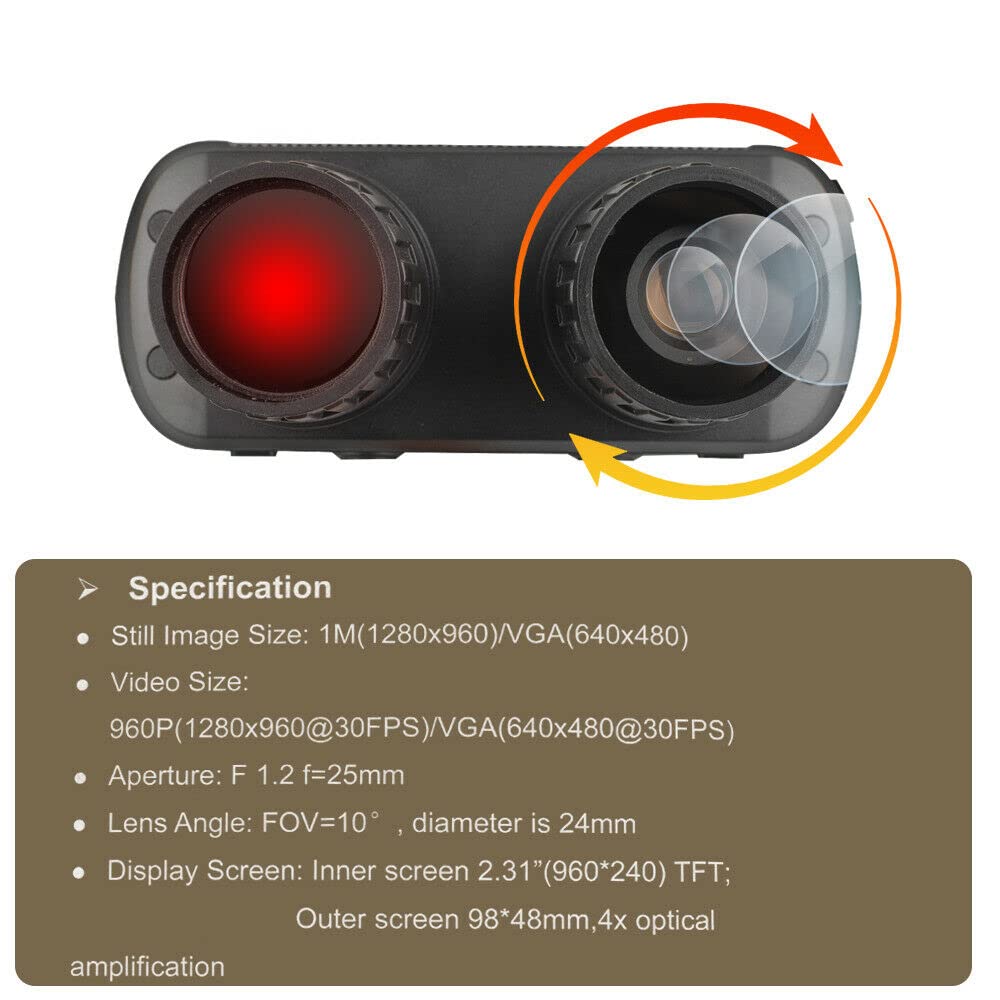 ➢ Specification
● Still Image Size: 1M(1280x960)/VGA(640x480)
● Video Size:
960P(1280x960@30FPS)/VGA(640x480@30FPS)
● Aperture: F 1.2 f=25mm
● Lens Angle: FOV=10° , diameter is 24mm
● Display Screen: Inner screen 2.31”(960*240) TFT;
Outer screen 98*48mm,4x optical
amplification